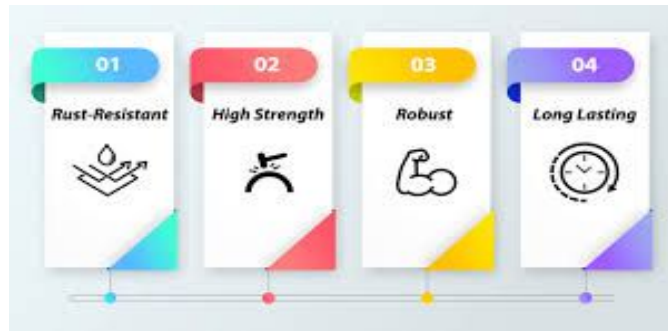 01
Rust-Resistant
02
High Strength
03
Robust
04
Long Lasting